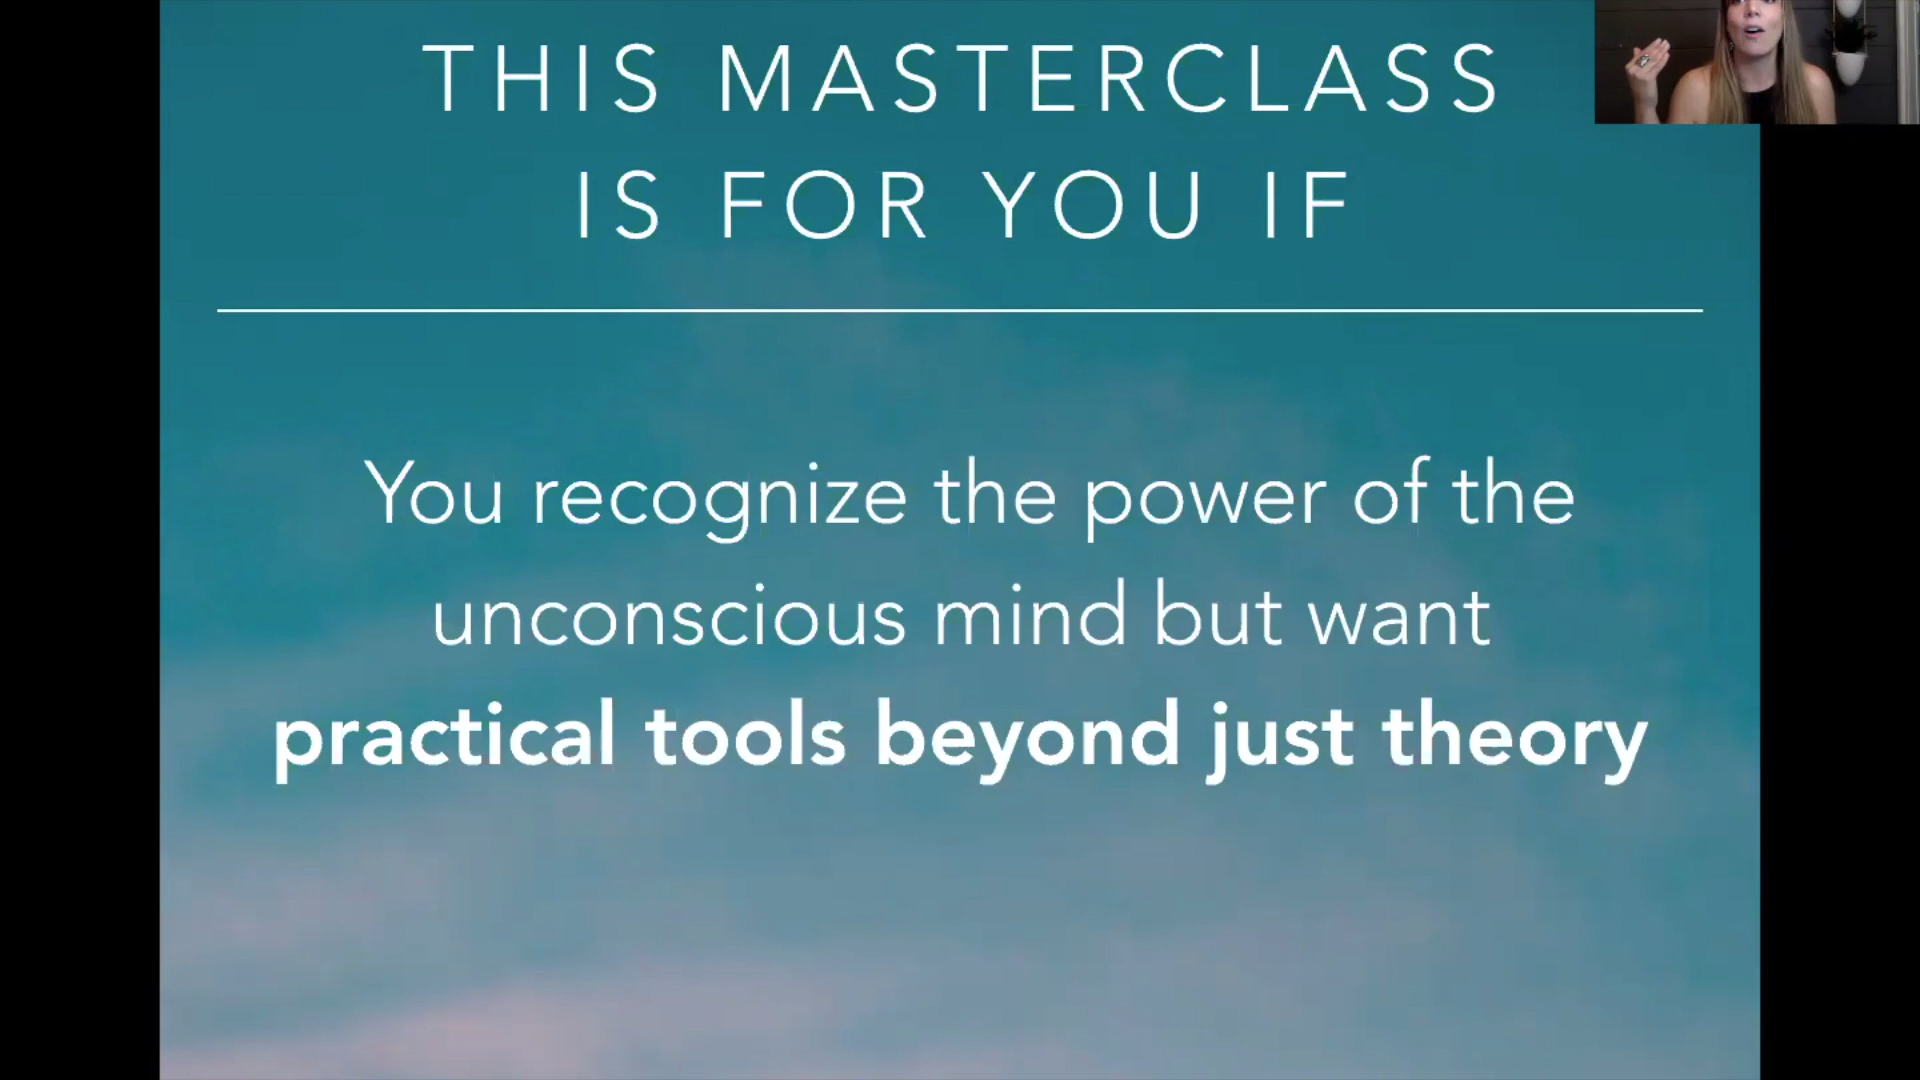 THIS MASTERCLASS
IS FOR YOU IF
You recognize the power of the
unconscious mind but want
practical tools beyond just theory